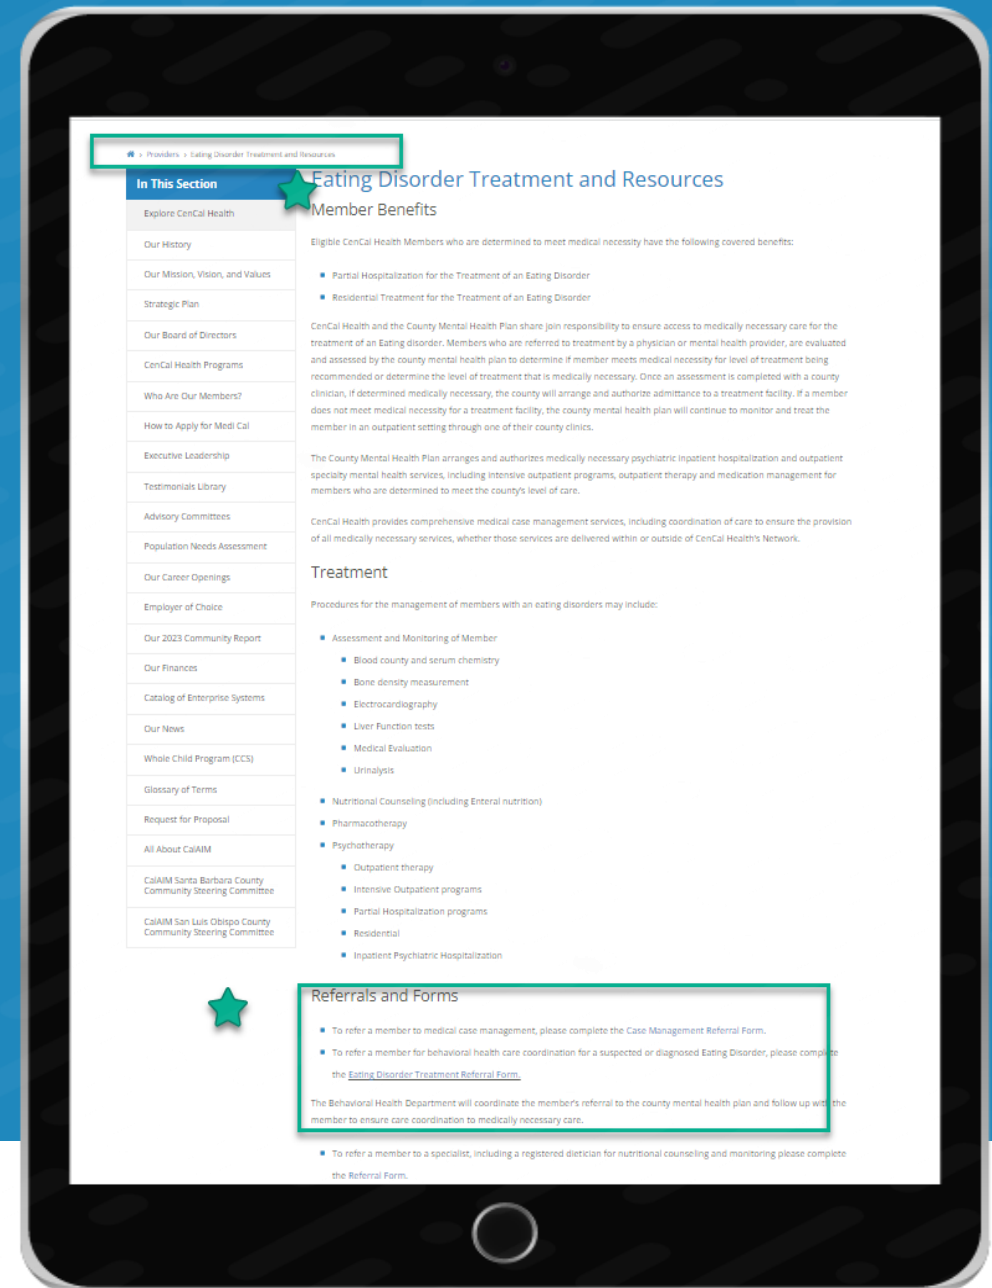 > Providers > Eating Disorder Treatment and Resources
In This Section
Explore CenCal Health
Our History
Our Mission, Vision, and Values
Strategic Plan
Our Board of Directors
CenCal Health Programs
Who Are Our Members?
How to Apply for Medi Cal
Executive Leadership
Testimonials Library
Advisory Committees
Population Needs Assessment
Our Career Openings
Employer of Choice
Our 2023 Community Report
Our Finances
Catalog of Enterprise Systems
Our News
Whole Child Program (CCS)
Glossary of Terms
Request for Proposal
All About CalAIM
CalAIM Santa Barbara County
Community Steering Committee
CalAIM San Luis Obispo County
Community Steering Committee
Eating Disorder Treatment and Resources
Member Benefits
Eligible CenCal Health Members who are determined to meet medical necessity have the following covered benefits:
Partial Hospitalization for the Treatment of an Eating Disorder
Residential Treatment for the Treatment of an Eating Disorder
CenCal Health and the County Mental Health Plan share join responsibility to ensure access to medically necessary care for the
treatment of an Eating disorder. Members who are referred to treatment by a physician or mental health provider, are evaluated
and assessed by the county mental health plan to determine if member meets medical necessity for level of treatment being
recommended or determine the level of treatment that is medically necessary. Once an assessment is completed with a county
clinician, if determined medically necessary, the county will arrange and authorize admittance to a treatment facility. If a member
does not meet medical necessity for a treatment facility, the county mental health plan will continue to monitor and treat the
member in an outpatient setting through one of their county clinics.
The County Mental Health Plan arranges and authorizes medically necessary psychiatric inpatient hospitalization and outpatient
specialty mental health services, including intensive outpatient programs, outpatient therapy and medication management for
members who are determined to meet the county's level of care.
CenCal Health provides comprehensive medical case management services, including coordination of care to ensure the provision
of all medically necessary services, whether those services are delivered within or outside of CenCal Health's Network.
Treatment
Procedures for the management of members with an eating disorders may include:
Assessment and Monitoring of Member
Blood county and serum chemistry
Bone density measurement
Electrocardiography
Liver Function tests
Medical Evaluation
Urinalysis
Nutritional Counseling (including Enteral nutrition)
Pharmacotherapy
Psychotherapy
Outpatient therapy
Intensive Outpatient programs
Partial Hospitalization programs
Residential
Inpatient Psychiatric Hospitalization
Referrals and Forms
To refer a member to medical case management, please complete the Case Management Referral Form.
To refer a member for behavioral health care coordination for a suspected or diagnosed Eating Disorder, please complete
the Eating Disorder Treatment Referral Form.
The Behavioral Health Department will coordinate the member's referral to the county mental health plan and follow up with the
member to ensure care coordination to medically necessary care.
To refer a member to a specialist, including a registered dietician for nutritional counseling and monitoring please complete
the Referral Form.